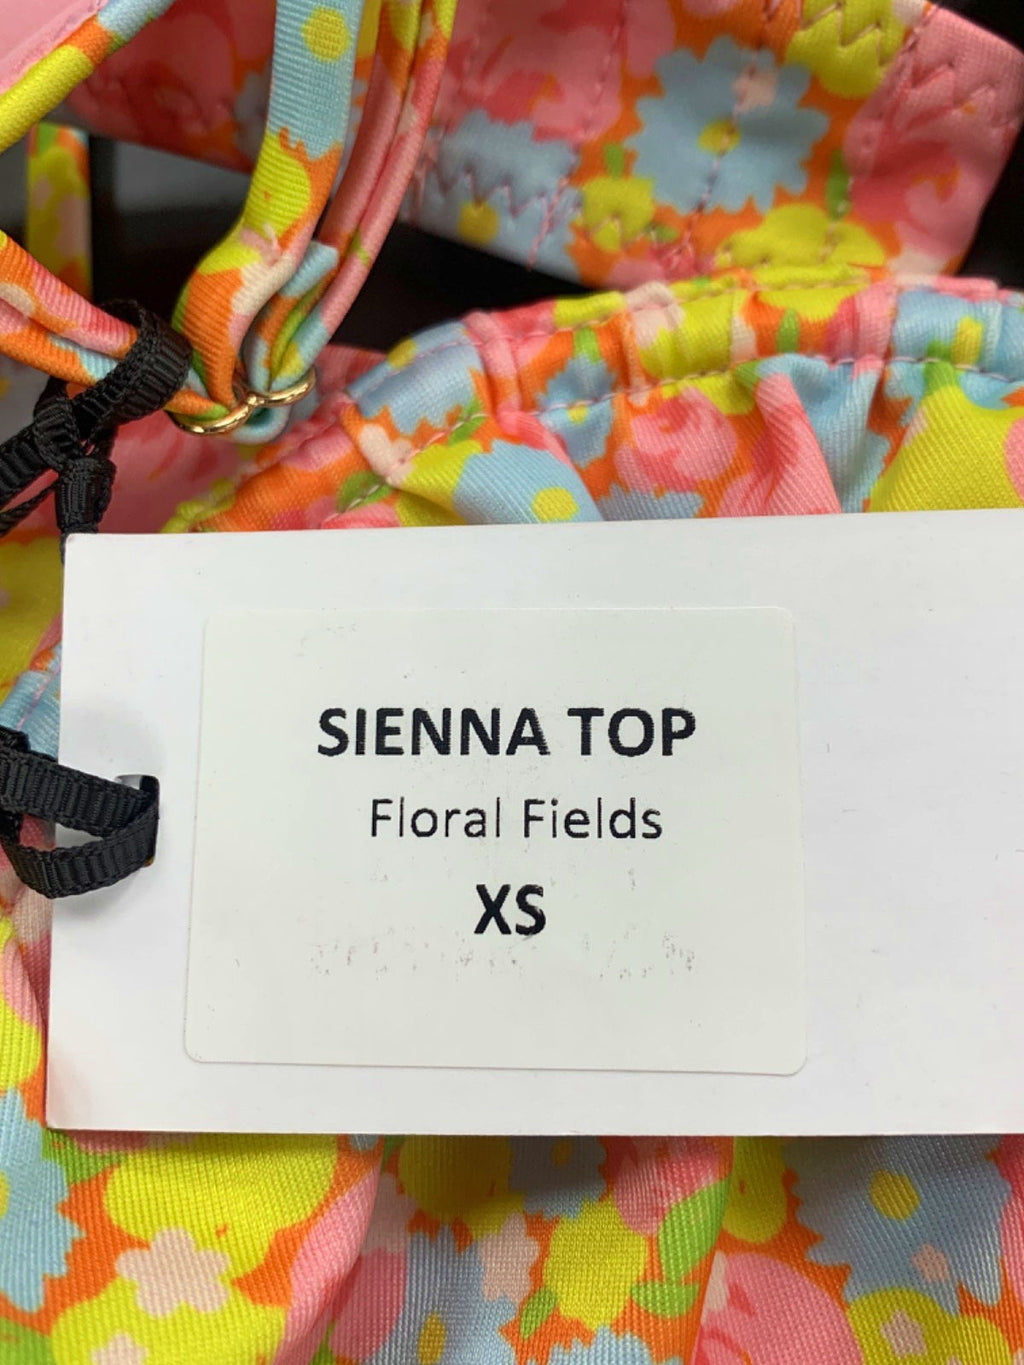 SIENNA TOP
Floral Fields
XS